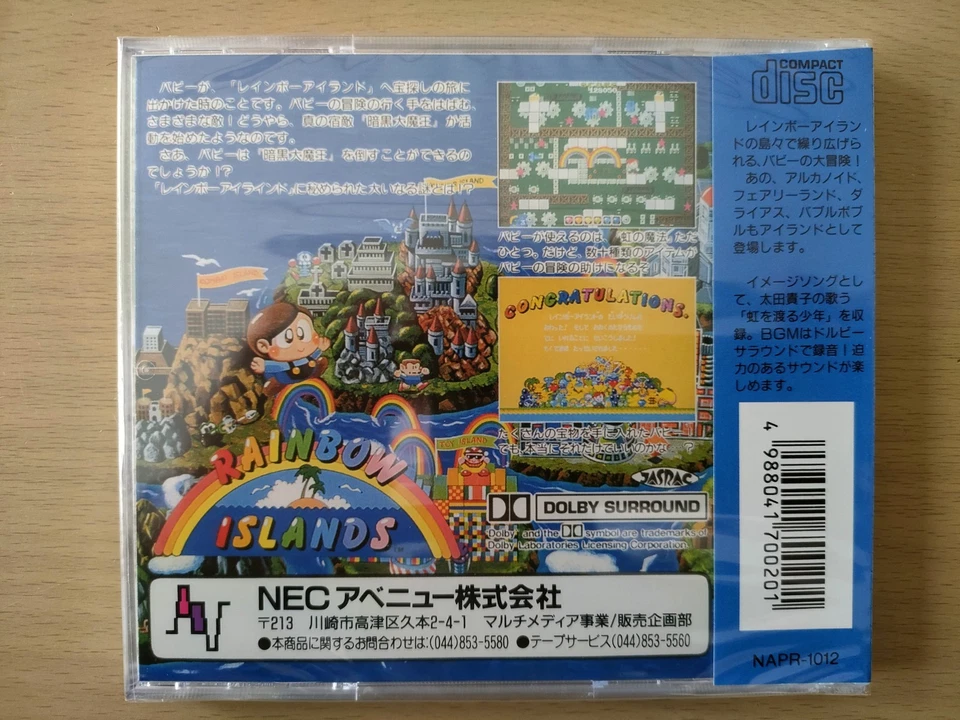 バビーが、「レインボーアイランド」へ宝探しの旅に
出かけた時のことです。バビーの冒険の行く手をはばむ、
さまざまな敵！どうやら、真の宿敵“暗黒大魔王”が活
動を始めたようなのです。
さあ、バビーは“暗黒大魔王”を倒すことができるの
でしょうか!?
「レインボーアイラインド」に秘められた大いなる謎とは!?
バビーが使えるのは、“虹の魔法”ただ
ひとつ。だけど、数十種類のアイテムが
バビーの冒険の助けになるぞ！
CONGRATULATIONS.
たくさんの宝物を手に入れたバビー！
でも、本当にそれだけでいいのかな…？
RAINBOW
ISLANDS
JASRAC
DOLBY SURROUND
"Dolby" and the symbol are trademarks of
Dolby Laboratories Licensing Corporation.
NECアベニュー株式会社
〒213 川崎市高津区久本2-4-1 マルチメディア事業/販売企画部
●本商品に関するお問合わせは:(044)853-5580 ●テープサービス(044)853-5560
COMPACT
disc
レインボーアイラン
ドの島々で繰り広げら
れる、バビーの大冒険！
あの、アルカノイド、
フェアリーランド、ダ
ライアス、バブルボブ
ルもアイランドとして
登場します。
イメージソングとし
て、太田貴子の歌う
「虹を渡る少年」を収
録。BGMはドルビー
サラウンドで録音！迫
力のあるサウンドが楽
しめます。
4988041700201
NAPR-1012